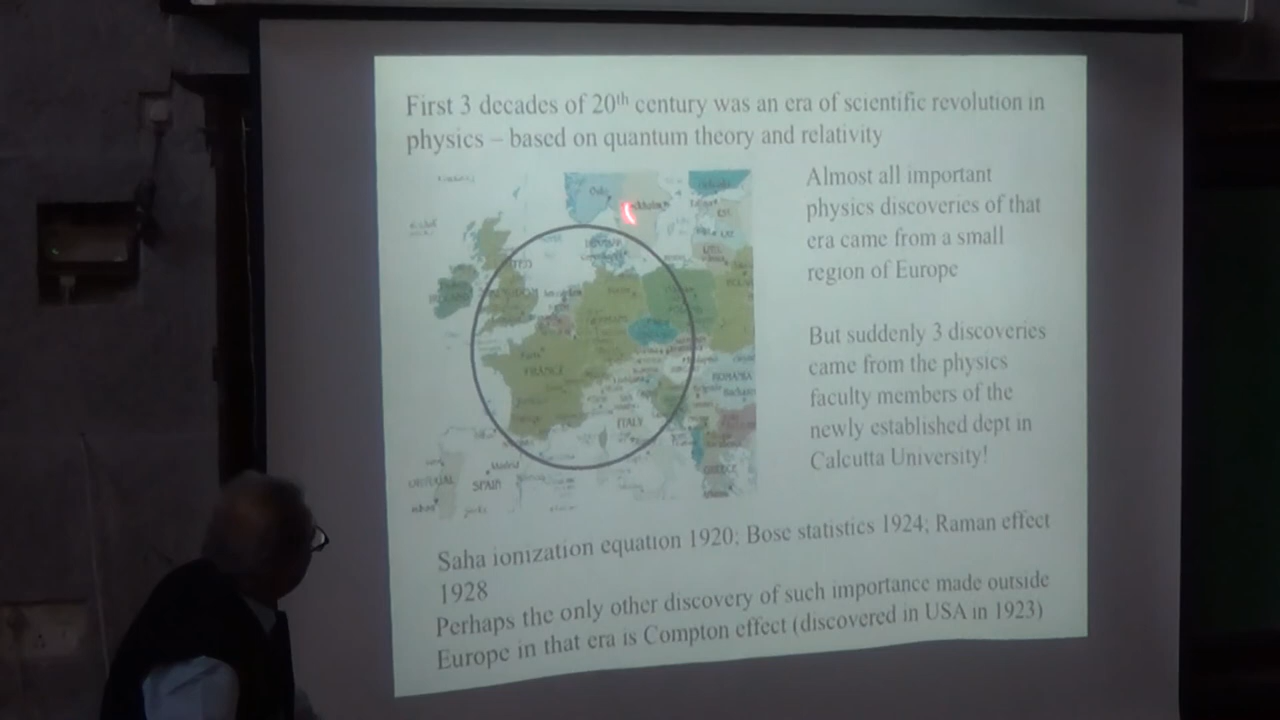 First 3 decades of 20th century was an era of scientific revolution in
physics – based on quantum theory and relativity
Almost all important
physics discoveries of that
era came from a small
region of Europe
But suddenly 3 discoveries
came from the physics
faculty members of the
newly established dept in
Calcutta University!
Oslo
FRANCE
ITALY
ROMANIA
Madrid
SPAIN
GREECE
Saha ionization equation 1920; Bose statistics 1924; Raman effect
1928
Perhaps the only other discovery of such importance made outside
Europe in that era is Compton effect (discovered in USA in 1923)